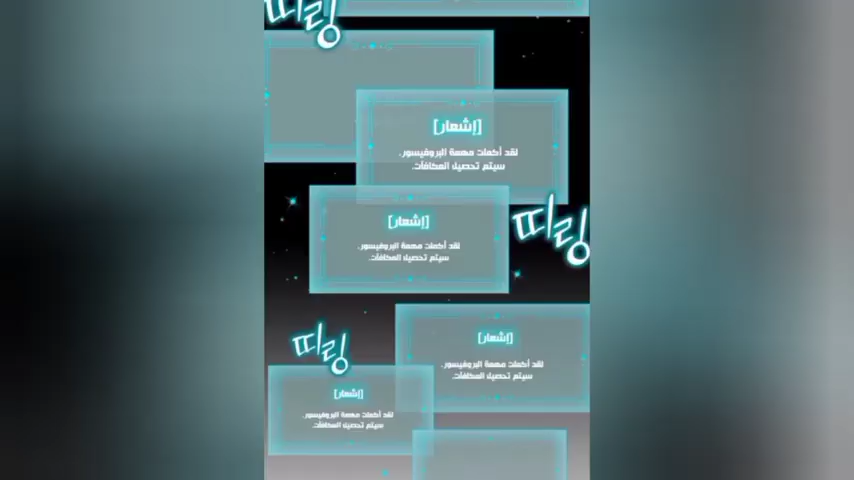 띠링
[إشعار]
لقد أكملت مهمة البروفيسور.
سيتم تحصيل المكافآت.
[إشعار]
لقد أكملت مهمة البروفيسور.
سيتم تحصيل المكافآت.
띠링
[إشعار]
لقد أكملت مهمة البروفيسور.
سيتم تحصيل المكافآت.
띠링
[إشعار]
لقد أكملت مهمة البروفيسور.
سيتم تحصيل المكافآت.